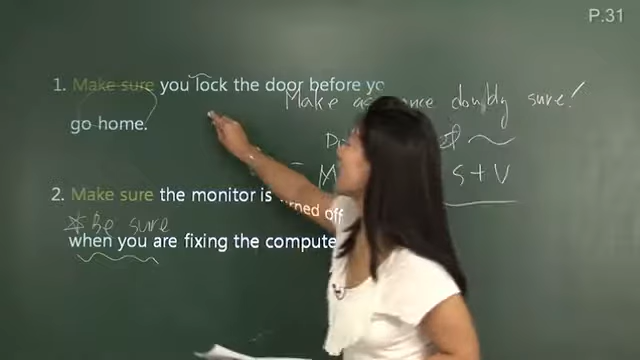 P.31
1. Make sure you lock the door before yo
Make doubly sure!
go home.
S + V
2. Make sure the monitor is turned off
*Be sure
when you are fixing the compute